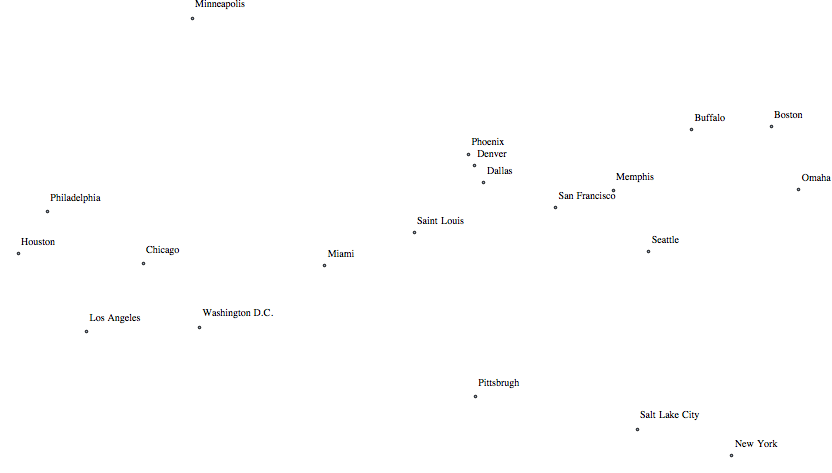 Minneapolis
Boston
Buffalo
Phoenix
Denver
Dallas
Memphis
Omaha
San Francisco
Philadelphia
Saint Louis
Seattle
Houston
Chicago
Miami
Washington D.C.
Los Angeles
Pittsbrugh
Salt Lake City
New York